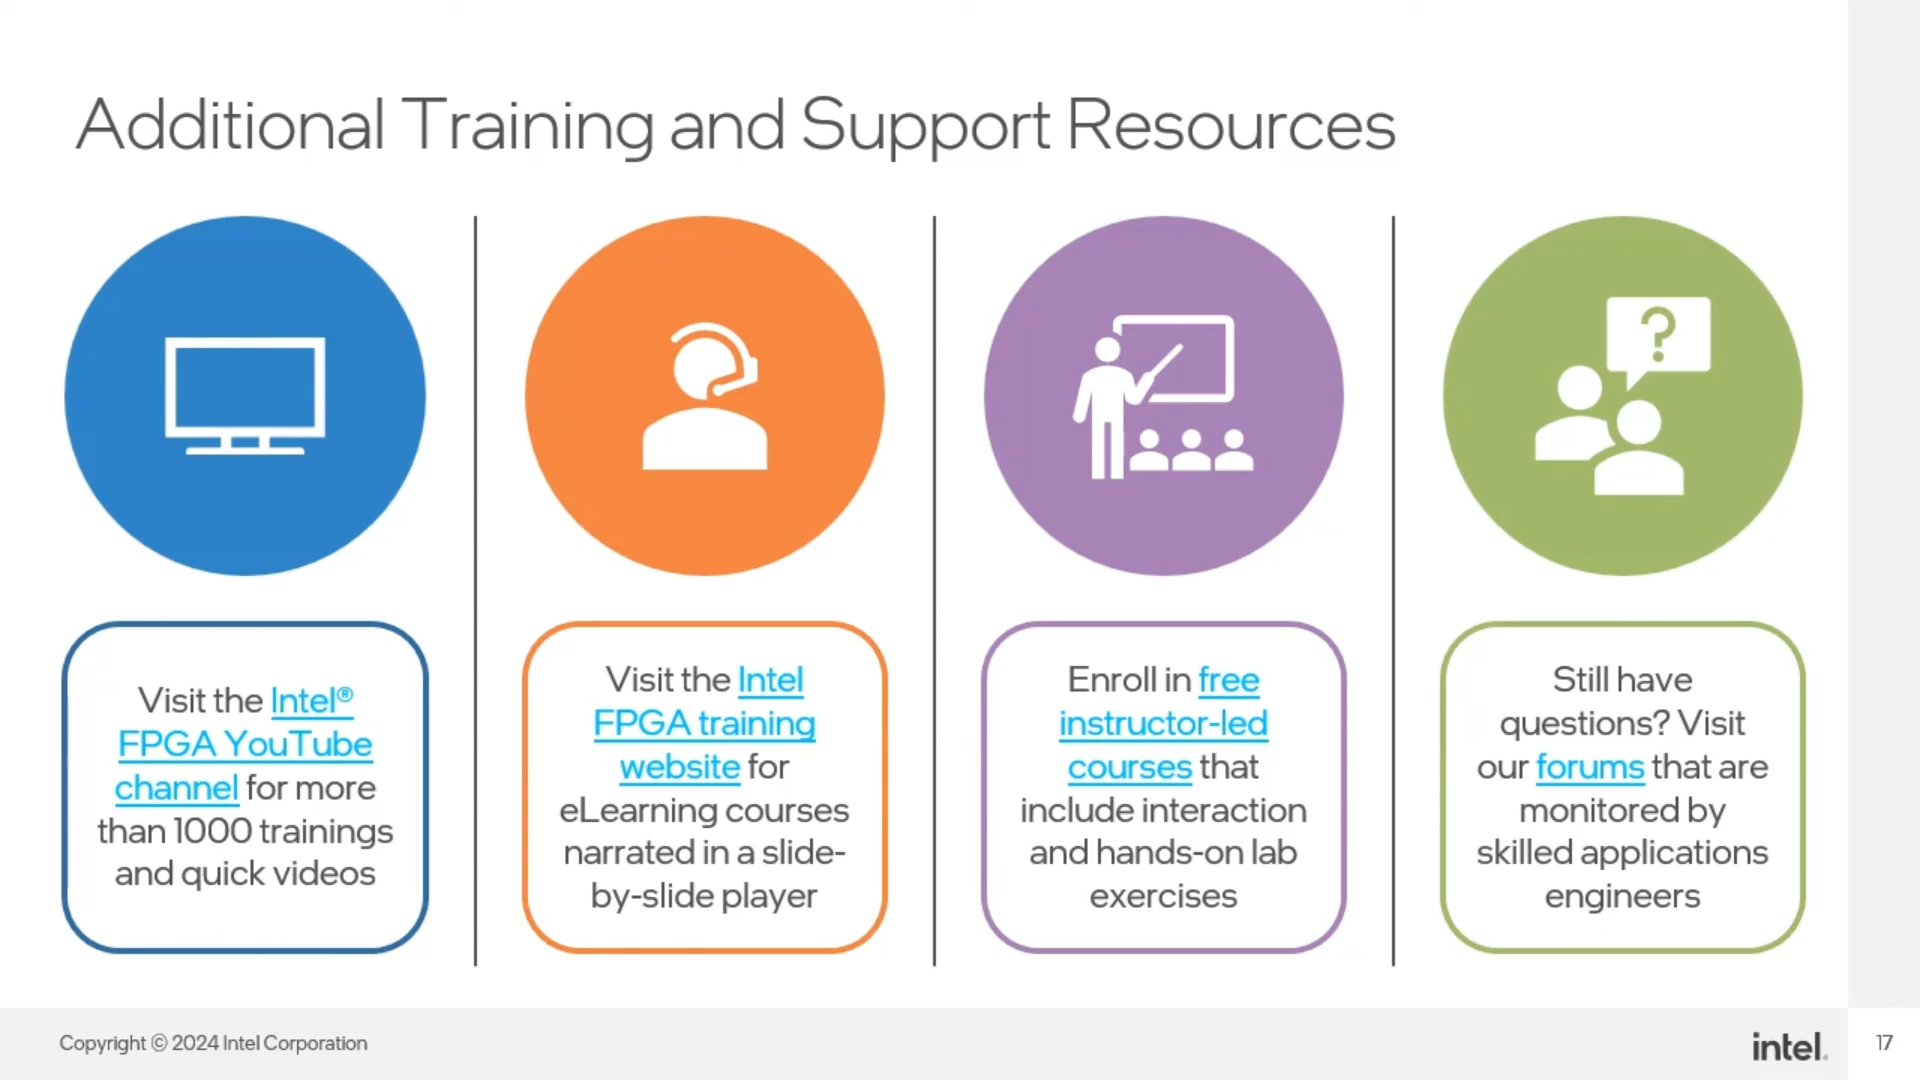 Additional Training and Support Resources
Visit the Intel®
FPGA YouTube
channel for more
than 1000 trainings
and quick videos
Visit the Intel
FPGA training
website for
eLearning courses
narrated in a slide-
by-slide player
Enroll in free
instructor-led
courses that
include interaction
and hands-on lab
exercises
?
Still have
questions? Visit
our forums that are
monitored by
skilled applications
engineers
Copyright © 2024 Intel Corporation
intel.
17